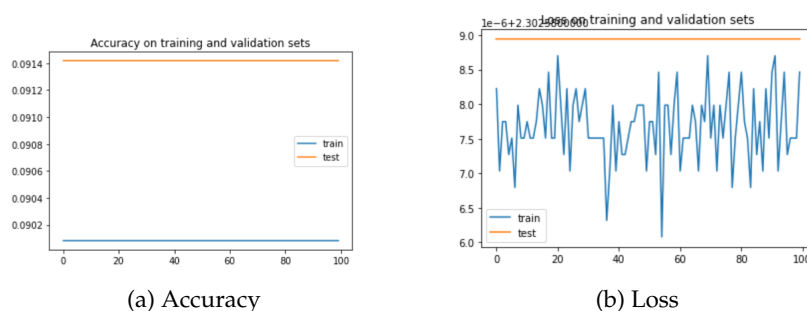 Accuracy on training and validation sets
0.0914
0.0912
0.0910
0.0908
0.0906
0.0904
0.0902
train
test
0 20 40 60 80 100
(a) Accuracy
1e-6+2.3025800000
Loss on training and validation sets
9.0
8.5
8.0
7.5
7.0
6.5
6.0
train
test
0 20 40 60 80 100
(b) Loss